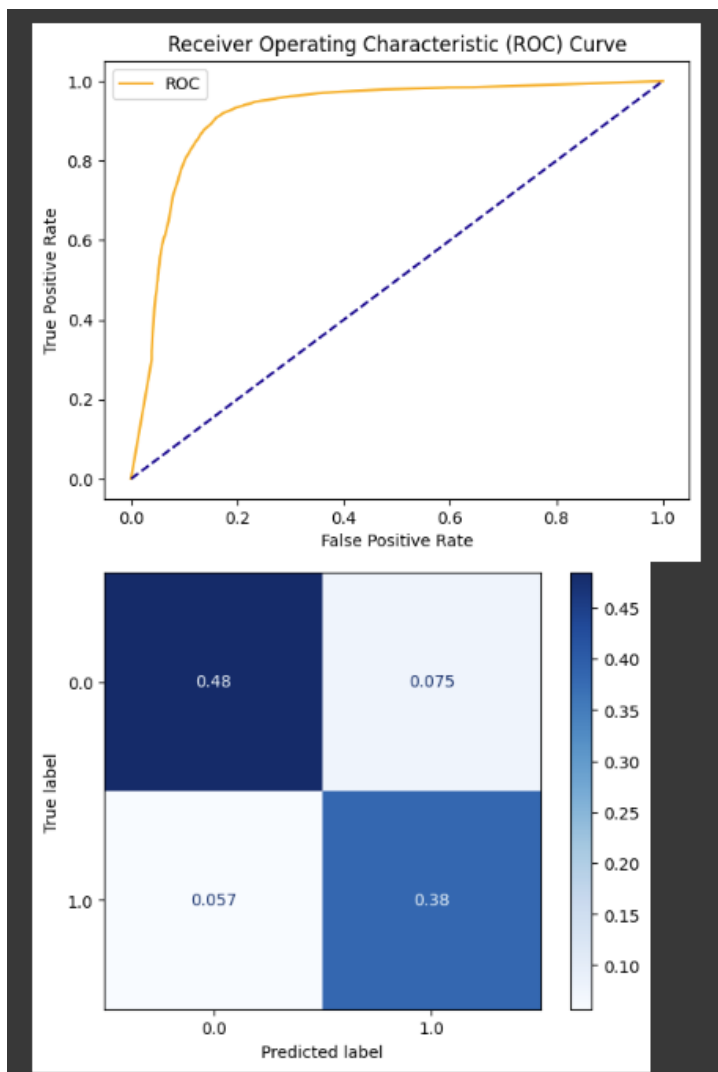 Receiver Operating Characteristic (ROC) Curve
ROC
1.0
0.8
0.6
0.4
0.2
0.0
True Positive Rate
0.0 0.2 0.4 0.6 0.8 1.0
False Positive Rate
0.48 0.075
0.057 0.38
0.0
1.0
True label
0.0 1.0
Predicted label
0.45
0.40
0.35
0.30
0.25
0.20
0.15
0.10